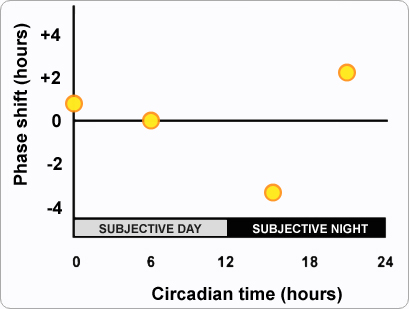 Phase shift (hours)
+4
+2
0
-2
-4
SUBJECTIVE DAY SUBJECTIVE NIGHT
0 6 12 18 24
Circadian time (hours)